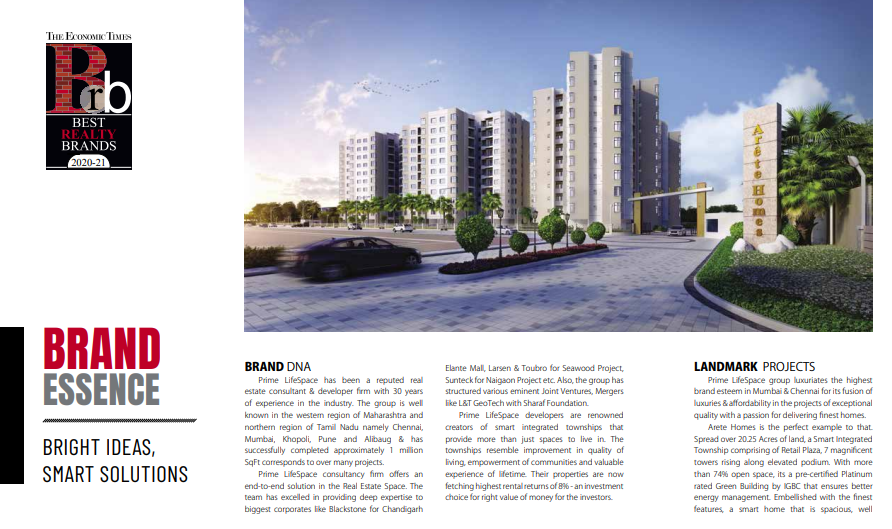 THE ECONOMIC TIMES
Brb
BEST
REALTY
BRANDS
2020-21
Arête Homes
BRAND
ESSENCE
BRIGHT IDEAS,
SMART SOLUTIONS
BRAND DNA
Prime LifeSpace has been a reputed real
estate consultant & developer firm with 30 years
of experience in the industry. The group is well
known in the western region of Maharashtra and
northern region of Tamil Nadu namely Chennai,
Mumbai, Khopoli, Pune and Alibaug & has
successfully completed approximately 1 million
SqFt corresponds to over many projects.
Prime LifeSpace consultancy firm offers an
end-to-end solution in the Real Estate Space. The
team has excelled in providing deep expertise to
biggest corporates like Blackstone for Chandigarh
Elante Mall, Larsen & Toubro for Seawood Project,
Sunteck for Naigaon Project etc. Also, the group has
structured various eminent Joint Ventures, Mergers
like L&T GeoTech with Sharaf Foundation.
Prime LifeSpace developers are renowned
creators of smart integrated townships that
provide more than just spaces to live in. The
townships resemble improvement in quality of
living, empowerment of communities and valuable
experience of lifetime. Their properties are now
fetching highest rental returns of 8% - an investment
choice for right value of money for the investors.
LANDMARK PROJECTS
Prime LifeSpace group luxuriates the highest
brand esteem in Mumbai & Chennai for its fusion of
luxuries & affordability in the projects of exceptional
quality with a passion for delivering finest homes.
Arete Homes is the perfect example to that.
Spread over 20.25 Acres of land, a Smart Integrated
Township comprising of Retail Plaza, 7 magnificent
towers rising along elevated podium. With more
than 74% open space, its a pre-certified Platinum
rated Green Building by IGBC that ensures better
energy management. Embellished with the finest
features, a smart home that is spacious, well